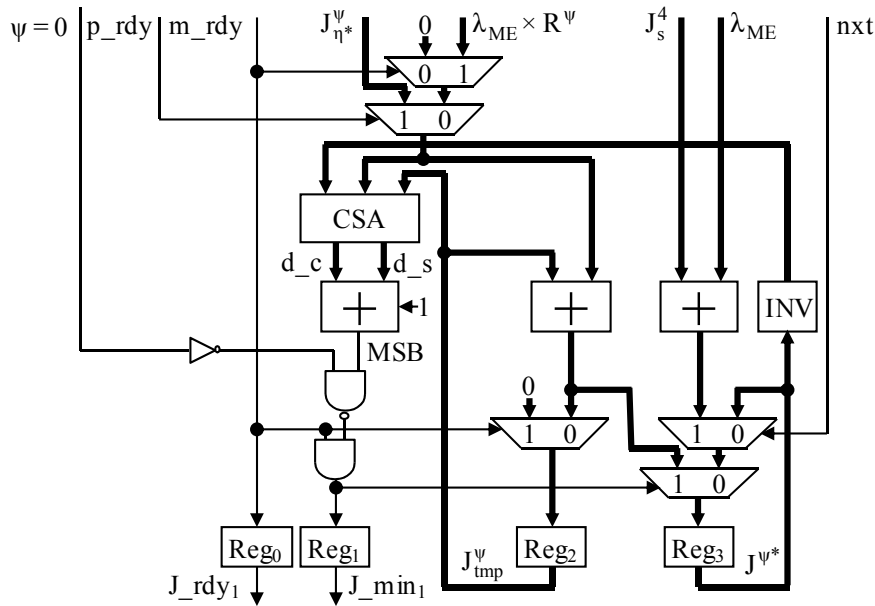 ψ = 0 p_rdy m_rdy J^ψ_η* 0 λ_ME × R^ψ J^4_s λ_ME nxt
0 1
1 0
CSA
d_c d_s
+ 1 + + INV
MSB
0
1 0 1 0
1 0
Reg_0 Reg_1 J^ψ_tmp Reg_2 Reg_3 J^ψ*
J_rdy_1 J_min_1